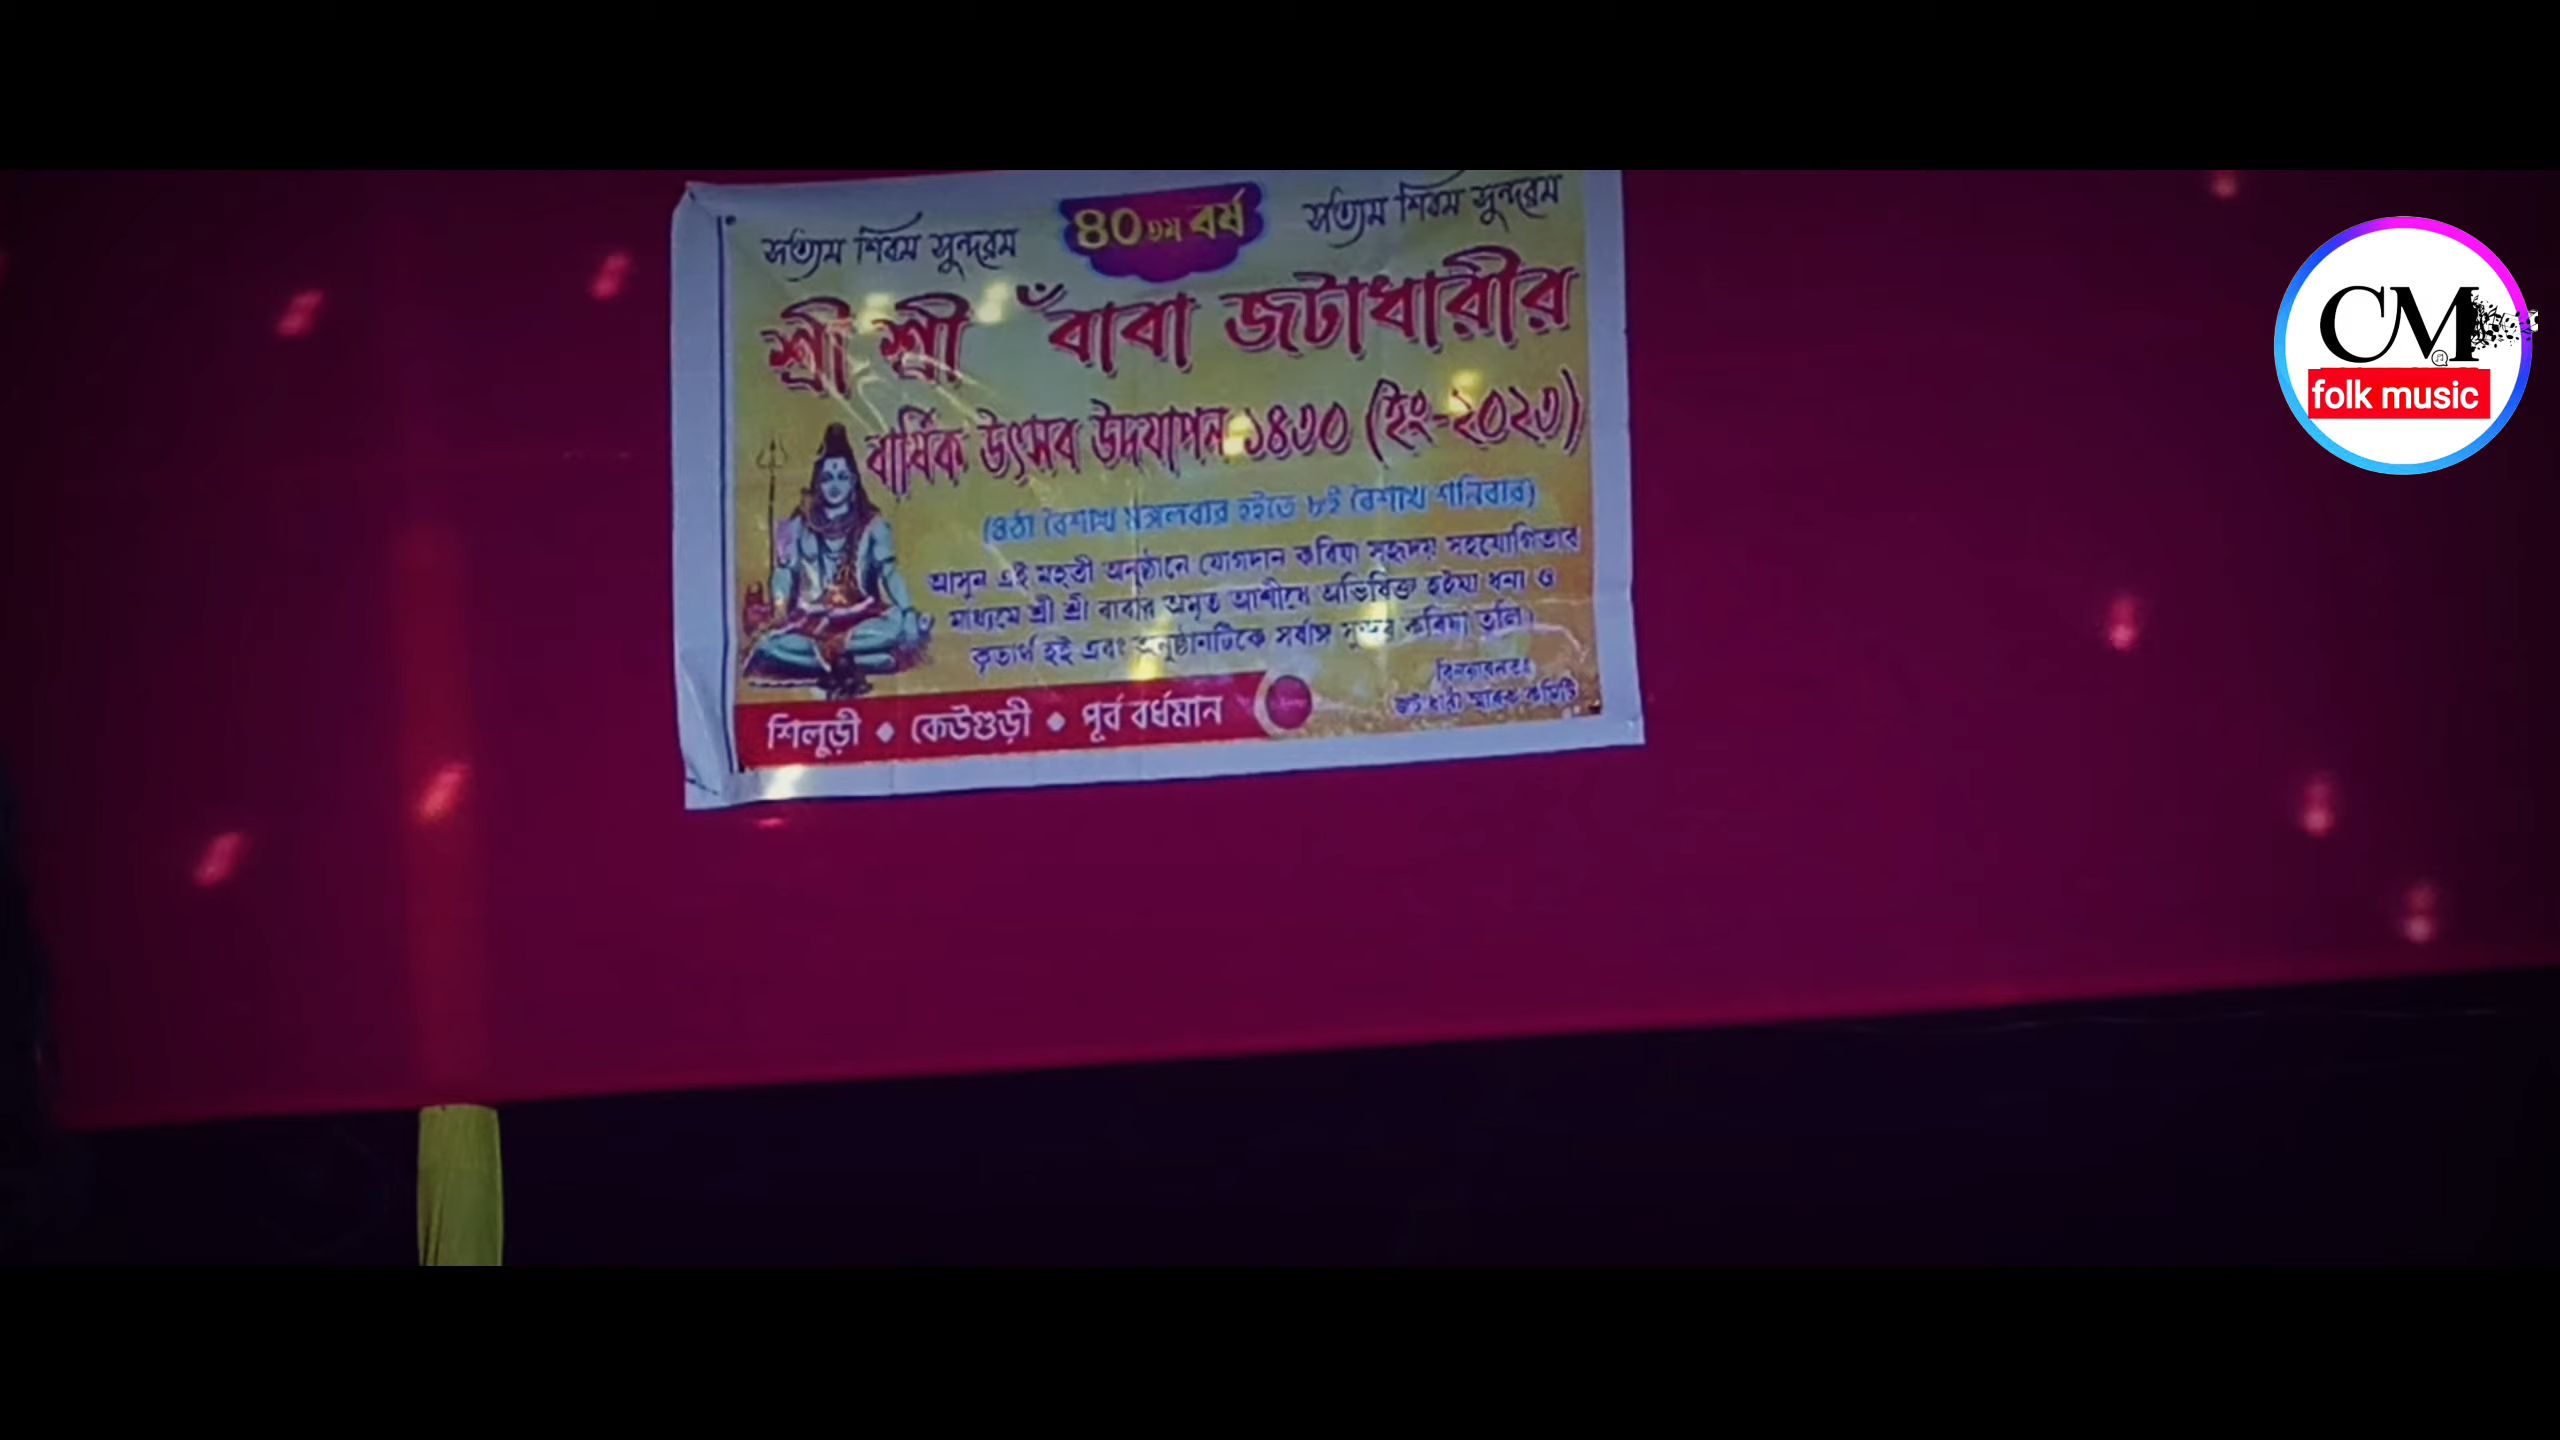 সত্যম শিবম সুন্দরম
৪০তম বর্ষ
সত্যম শিবম সুন্দরম
শ্রী শ্রী ঁবাবা জটাধারীর
বার্ষিক উৎসব উদযাপন-১৪৩০ (ইং-২০২৩)
(৪ঠা বৈশাখ মঙ্গলবার হইতে ৮ই বৈশাখ শনিবার)
আসুন এই মহতী অনুষ্ঠানে যোগদান করিয়া সহৃদয় সহযোগিতার
মাধ্যমে শ্রী শ্রী বাবার অমৃত আশীষে অভিষিক্ত হইয়া ধন্য ও
কৃতার্থ হই এবং অনুষ্ঠানটিকে সর্বাঙ্গ সুন্দর করিয়া তুলি।
কমিটি
শিলুড়ী ◆ কেউগুড়ী ◆ পূর্ব বর্ধমান
CM
folk music